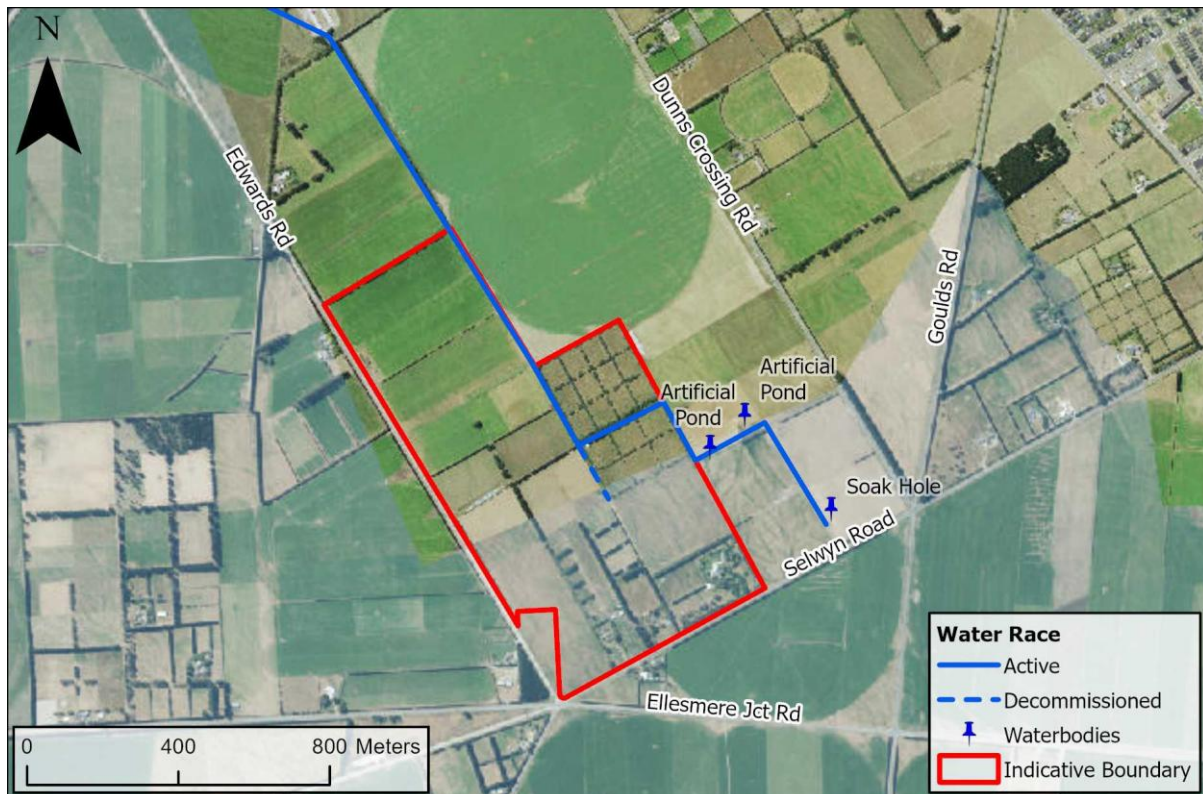 N
Edwards Rd
Dunns Crossing Rd
Goulds Rd
Artificial
Pond
Artificial
Pond
Soak Hole
Selwyn Road
Ellesmere Jct Rd
0 400 800 Meters
Water Race
Active
Decommissioned
Waterbodies
Indicative Boundary